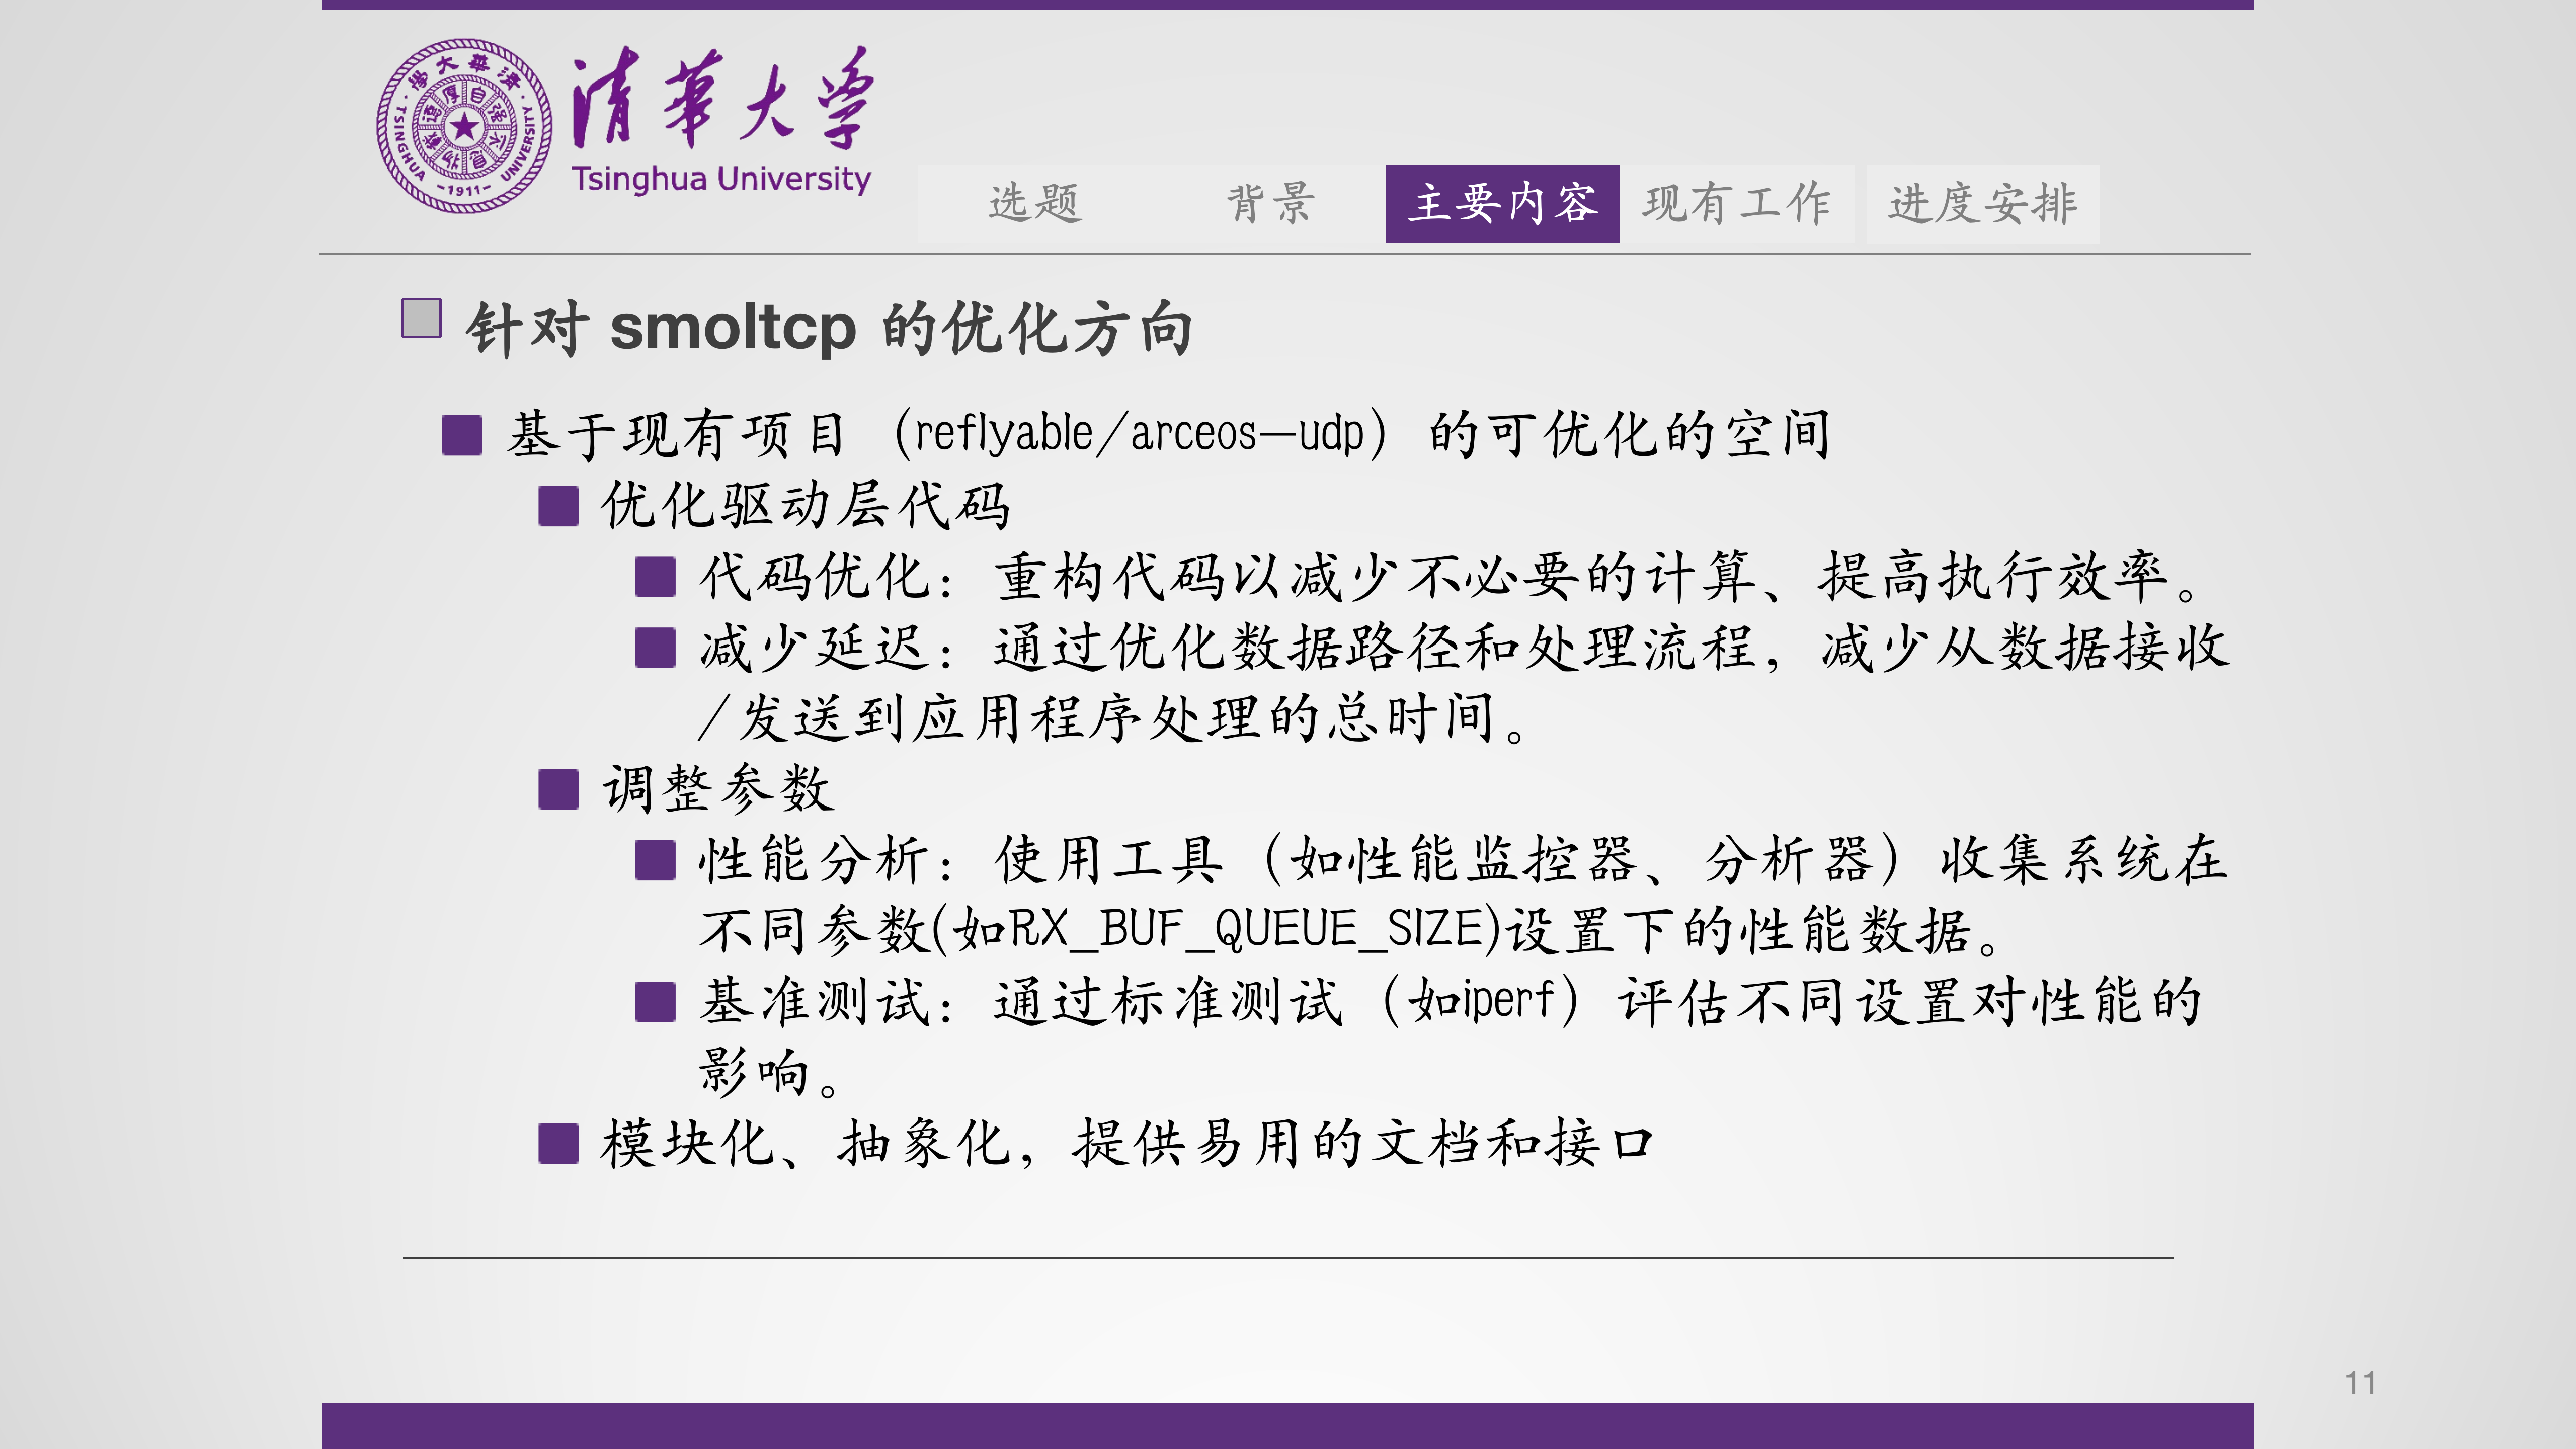 清華大学
Tsinghua University
TSINGHUA UNIVERSITY
-1911-
选题
背景
主要内容
现有工作
进度安排
针对 smoltcp 的优化方向
基于现有项目（reflyable/arceos—udp）的可优化的空间
优化驱动层代码
代码优化：重构代码以减少不必要的计算、提高执行效率。
减少延迟：通过优化数据路径和处理流程，减少从数据接收
/发送到应用程序处理的总时间。
调整参数
性能分析：使用工具（如性能监控器、分析器）收集系统在
不同参数(如RX_BUF_QUEUE_SIZE)设置下的性能数据。
基准测试：通过标准测试（如iperf）评估不同设置对性能的
影响。
模块化、抽象化，提供易用的文档和接口
11